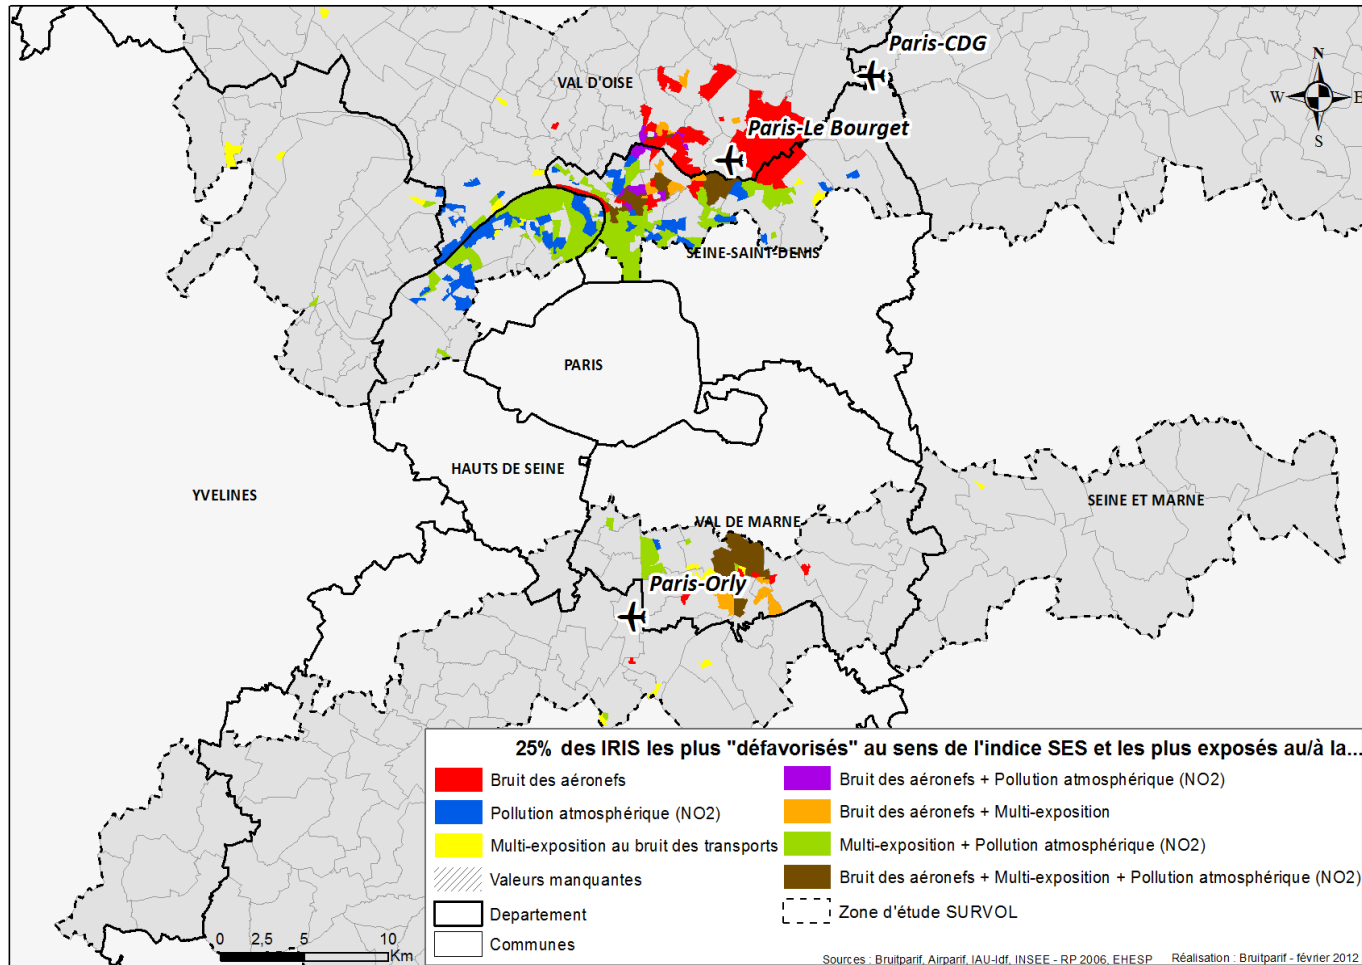 Paris-CDG
VAL D'OISE
N
W
E
S
Paris-Le Bourget
SEINE-SAINT-DENIS
PARIS
HAUTS DE SEINE
YVELINES
SEINE ET MARNE
VAL DE MARNE
Paris-Orly
25% des IRIS les plus "défavorisés" au sens de l'indice SES et les plus exposés au/à la...
Bruit des aéronefs
Pollution atmosphérique (NO2)
Multi-exposition au bruit des transports
Valeurs manquantes
Departement
Communes
Bruit des aéronefs + Pollution atmosphérique (NO2)
Bruit des aéronefs + Multi-exposition
Multi-exposition + Pollution atmosphérique (NO2)
Bruit des aéronefs + Multi-exposition + Pollution atmosphérique (NO2)
Zone d'étude SURVOL
0 2,5 5 10
Km
Sources : Bruitparif, Airparif, IAU-Idf, INSEE - RP 2006, EHESP Réalisation : Bruitparif - février 2012